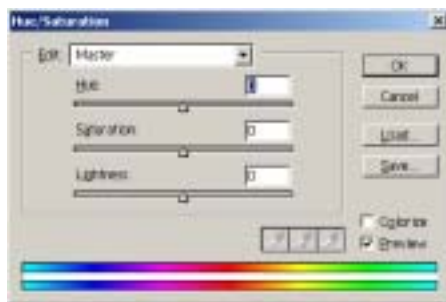 Hue/Saturation
Edit: Master
OK
Hue: 0
Cancel
Saturation: 0
Load...
Lightness: 0
Save...
Colorize
Preview